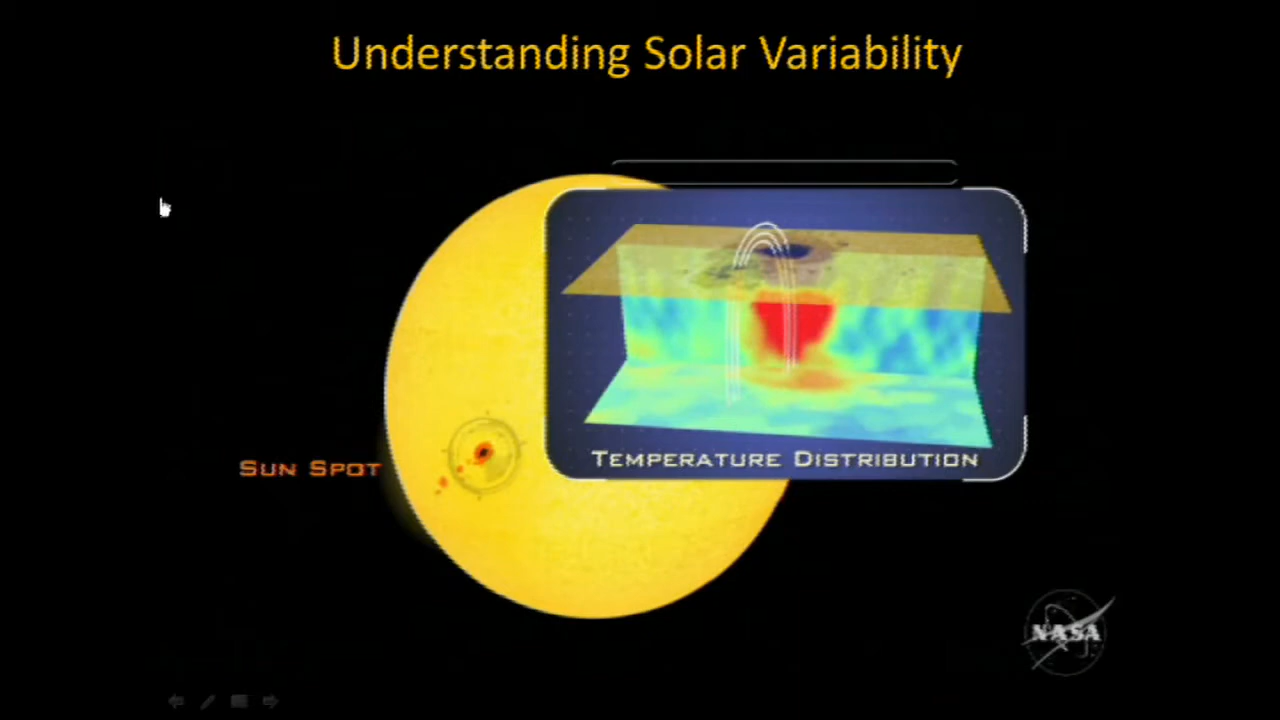 Understanding Solar Variability
Sun Spot
Temperature Distribution
NASA